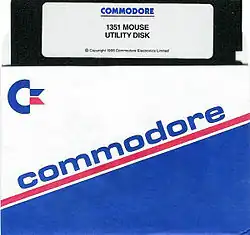 COMMODORE
1351 MOUSE
UTILITY DISK
© Copyright 1986 Commodore Electronics Limited
commodore